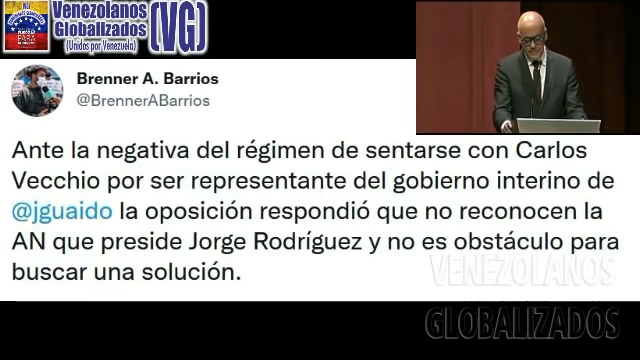 Venezolanos
Globalizados
(Unidos por Venezuela)
(VG)
Brenner A. Barrios
@BrennerABarrios
Ante la negativa del régimen de sentarse con Carlos
Vecchio por ser representante del gobierno interino de
@jguaido la oposición respondió que no reconocen la
AN que preside Jorge Rodríguez y no es obstáculo para
buscar una solución.
VENEZOLANOS
GLOBALIZADOS